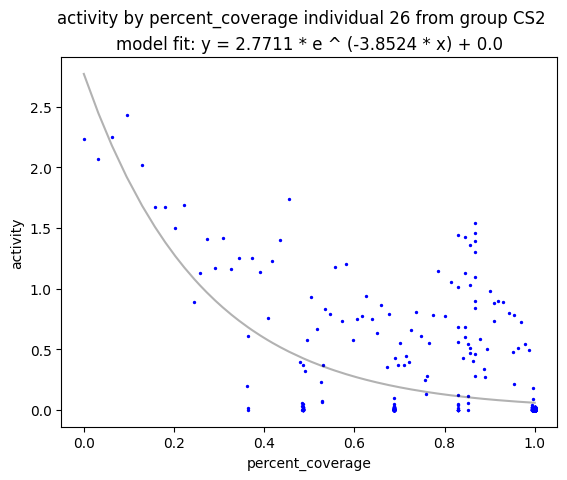 activity by percent_coverage individual 26 from group CS2
model fit: y = 2.7711 * e ^ (-3.8524 * x) + 0.0
activity
2.5
2.0
1.5
1.0
0.5
0.0
0.0 0.2 0.4 0.6 0.8 1.0
percent_coverage